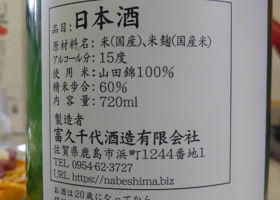 品目:日本酒
原材料名:米(国産)、米麹(国産米)
アルコール分:15度
使用米:山田錦100%
精米歩合:60%
内容量:720ml
製造者
富久千代酒造有限会社
佐賀県鹿島市浜町1244番地1
TEL 0954-62-3727
URL https://nabeshima.biz
お酒は20歳になってから